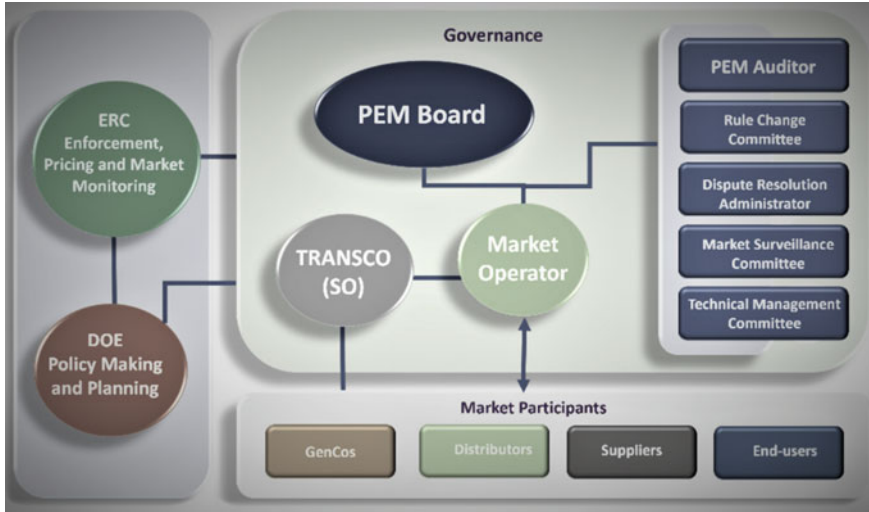 ERC
Enforcement,
Pricing and Market
Monitoring
DOE
Policy Making
and Planning
Governance
PEM Board
TRANSCO
(SO)
Market
Operator
PEM Auditor
Rule Change
Committee
Dispute Resolution
Administrator
Market Surveillance
Committee
Technical Management
Committee
Market Participants
GenCos
Distributors
Suppliers
End-users